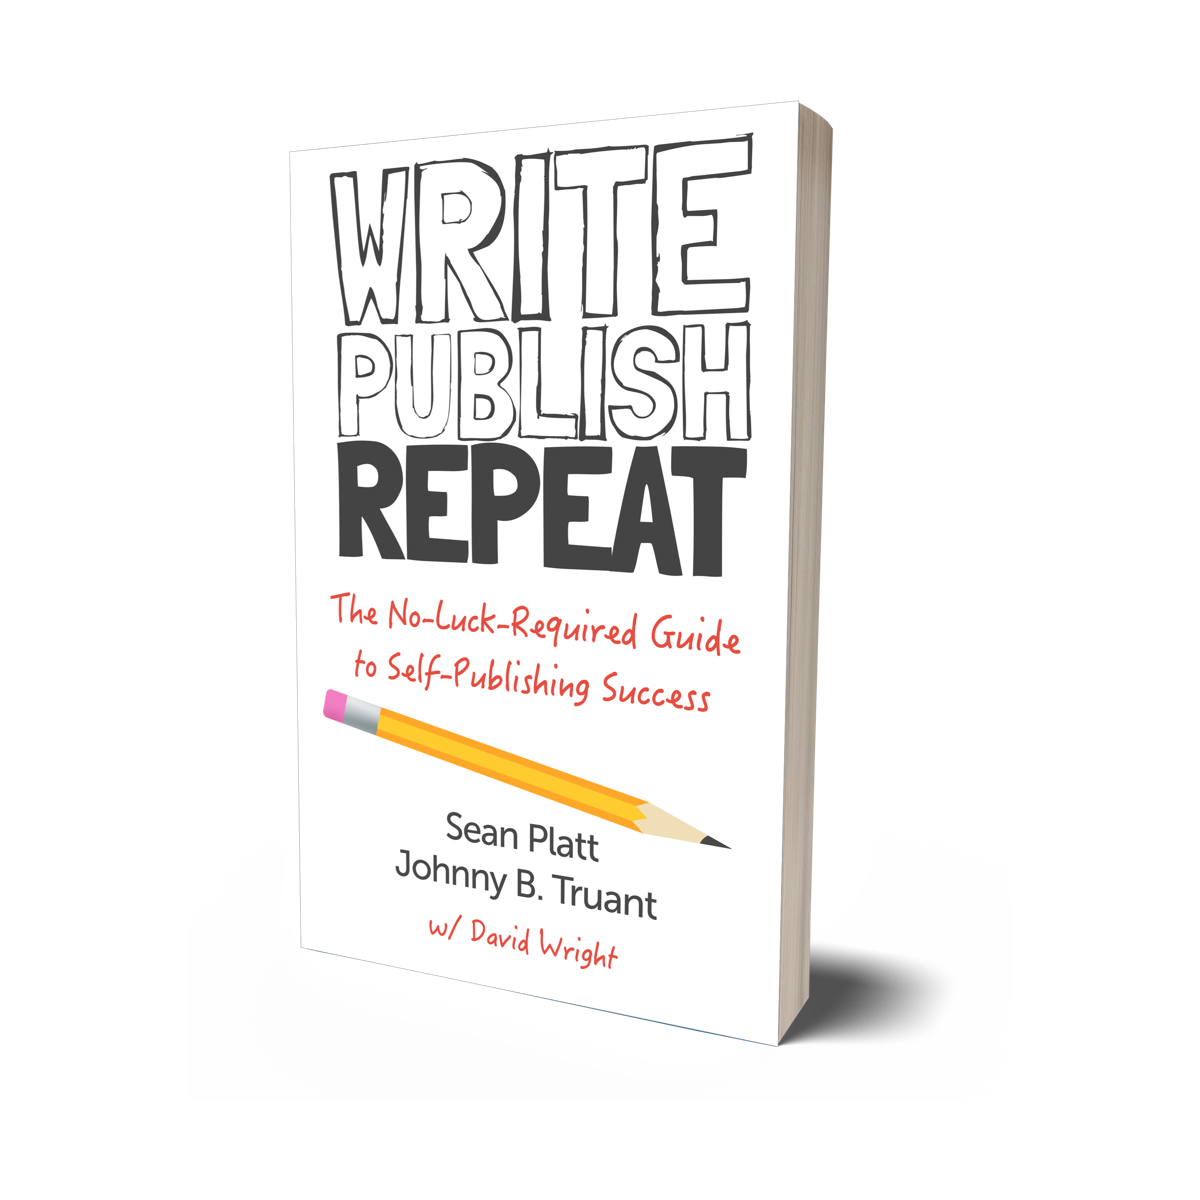 WRITE
PUBLISH
REPEAT
The No-Luck-Required Guide
to Self-Publishing Success
Sean Platt
Johnny B. Truant
w/ David Wright